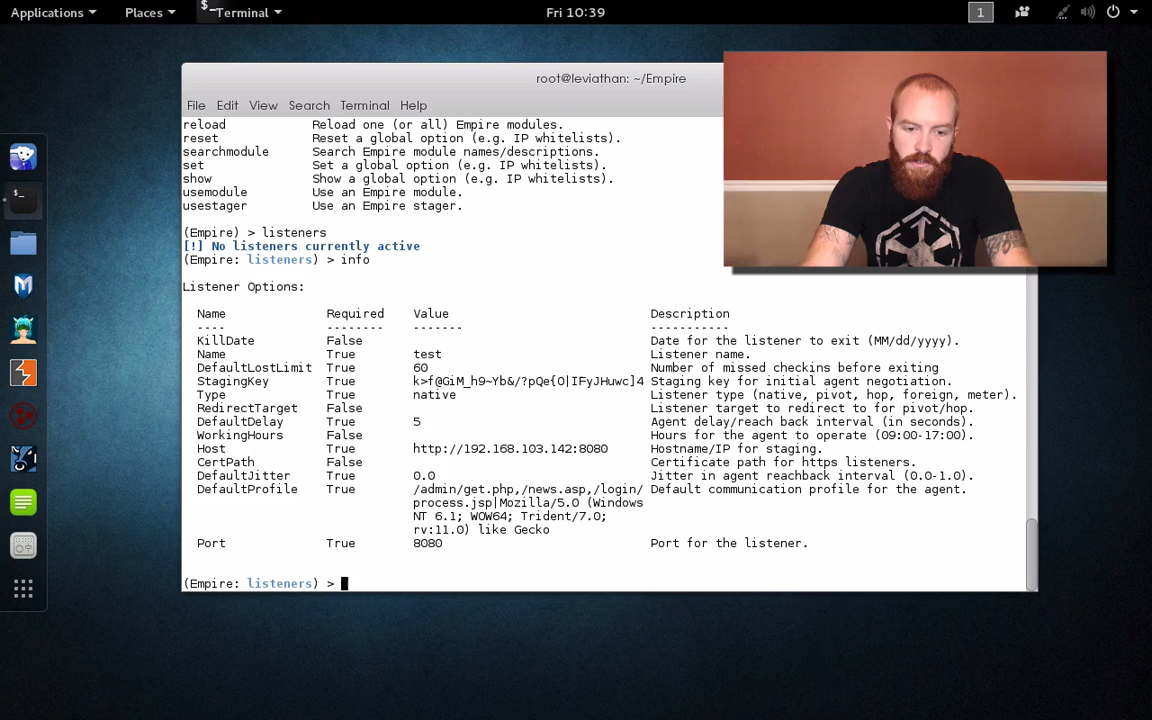 Applications Places Terminal Fri 10:39 1
root@leviathan: ~/Empire
File Edit View Search Terminal Help
reload Reload one (or all) Empire modules.
reset Reset a global option (e.g. IP whitelists).
searchmodule Search Empire module names/descriptions.
set Set a global option (e.g. IP whitelists).
show Show a global option (e.g. IP whitelists).
usemodule Use an Empire module.
usestager Use an Empire stager.
(Empire) > listeners
[!] No listeners currently active
(Empire: listeners) > info
Listener Options:
Name Required Value Description
---- -------- ------- -----------
KillDate False Date for the listener to exit (MM/dd/yyyy).
Name True test Listener name.
DefaultLostLimit True 60 Number of missed checkins before exiting
StagingKey True k>f@GiM_h9~Yb&/?pQe{O|IFyJHuwc]4 Staging key for initial agent negotiation.
Type True native Listener type (native, pivot, hop, foreign, meter).
RedirectTarget False Listener target to redirect to for pivot/hop.
DefaultDelay True 5 Agent delay/reach back interval (in seconds).
WorkingHours False Hours for the agent to operate (09:00-17:00).
Host True http://192.168.103.142:8080 Hostname/IP for staging.
CertPath False Certificate path for https listeners.
DefaultJitter True 0.0 Jitter in agent reachback interval (0.0-1.0).
DefaultProfile True /admin/get.php,/news.asp,/login/ Default communication profile for the agent.
process.jsp|Mozilla/5.0 (Windows
NT 6.1; WOW64; Trident/7.0;
rv:11.0) like Gecko
Port True 8080 Port for the listener.
(Empire: listeners) >